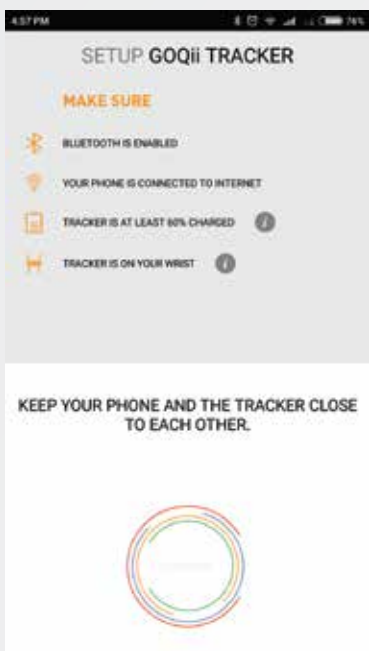 4:57 PM
76%
SETUP GOQii TRACKER
MAKE SURE
BLUETOOTH IS ENABLED
YOUR PHONE IS CONNECTED TO INTERNET
TRACKER IS AT LEAST 60% CHARGED
TRACKER IS ON YOUR WRIST
KEEP YOUR PHONE AND THE TRACKER CLOSE
TO EACH OTHER.